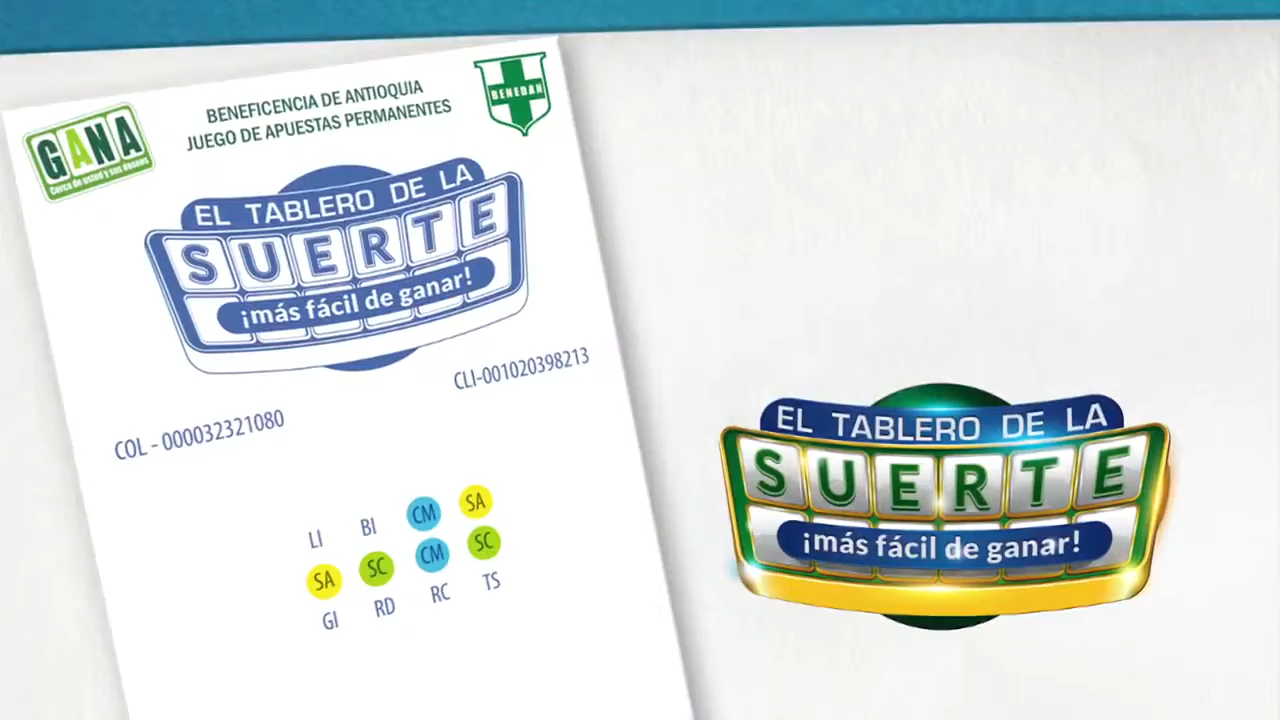 GANA
Cerca de usted y sus deseos
BENEFICENCIA DE ANTIOQUIA
JUEGO DE APUESTAS PERMANENTES
BENEDAN
EL TABLERO DE LA
SUERTE
¡más fácil de ganar!
CLI-001020398213
COL - 000032321080
LI BI CM SA
SA SC CM SC
GI RD RC TS
EL TABLERO DE LA
SUERTE
¡más fácil de ganar!